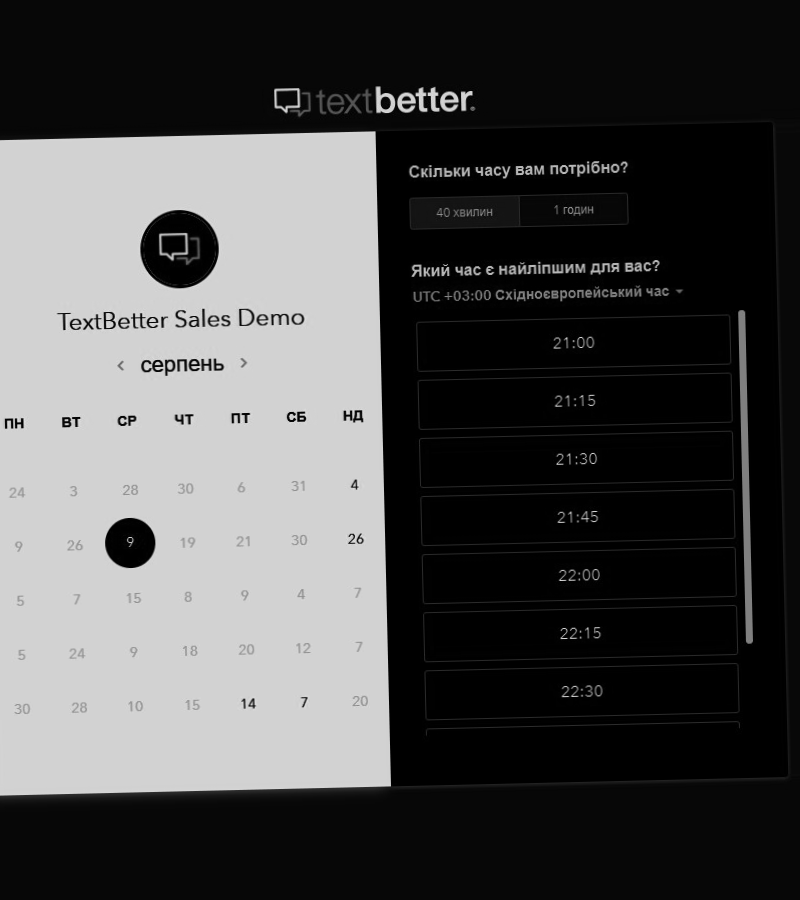 textbetter.
TextBetter Sales Demo
серпень
ПН ВТ СР ЧТ ПТ СБ НД
24 3 28 30 6 31 4
9 26 9 19 21 30 26
5 7 15 8 9 4 7
5 24 9 18 20 12 7
30 28 10 15 14 7 20
Скільки часу вам потрібно?
40 хвилин 1 годин
Який час є найліпшим для вас?
UTC +03:00 Східноєвропейський час
21:00
21:15
21:30
21:45
22:00
22:15
22:30